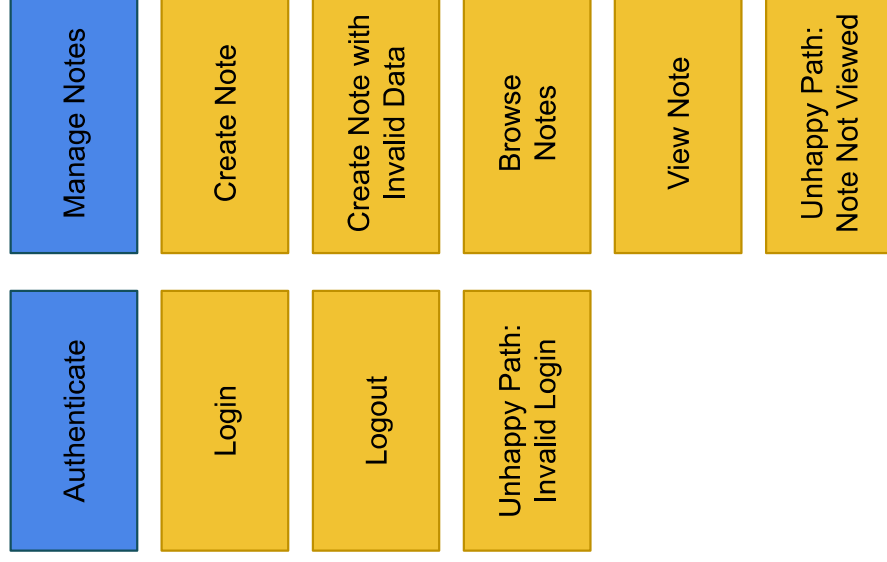 Authenticate
Login
Logout
Unhappy Path:
Invalid Login
Manage Notes
Create Note
Create Note with
Invalid Data
Browse
Notes
View Note
Unhappy Path:
Note Not Viewed